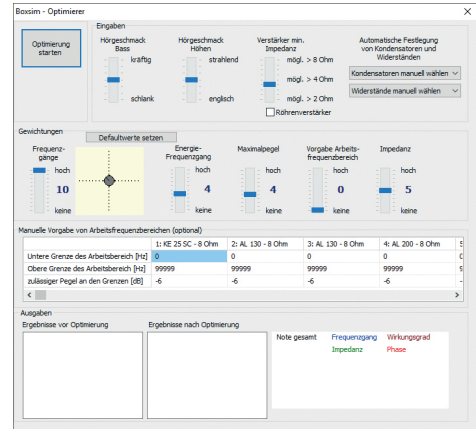 Boxsim - Optimierer
Eingaben
Optimierung
starten
Hörgeschmack
Bass
kräftig
schlank
Hörgeschmack
Höhen
strahlend
englisch
Verstärker min.
Impedanz
mögl. > 8 Ohm
mögl. > 4 Ohm
mögl. > 2 Ohm
Röhrenverstärker
Automatische Festlegung
von Kondensatoren und
Widerständen
Kondensatoren manuell wählen
Widerstände manuell wählen
Gewichtungen
Defaultwerte setzen
Frequenz-
gänge
hoch
10
keine
Energie-
Frequenzgang
hoch
4
keine
Maximalpegel
hoch
4
keine
Vorgabe Arbeits-
frequenzbereich
hoch
0
keine
Impedanz
hoch
5
keine
Manuelle Vorgabe von Arbeitsfrequenzbereichen (optional)
1: KE 25 SC - 8 Ohm 2: AL 130 - 8 Ohm 3: AL 130 - 8 Ohm 4: AL 200 - 8 Ohm 5
Untere Grenze des Arbeitsbereich [Hz] 0 0 0 0 0
Obere Grenze des Arbeitsbereich [Hz] 99999 99999 99999 99999 9
zulässiger Pegel an den Grenzen [dB] -6 -6 -6 -6 -
Ausgaben
Ergebnisse vor Optimierung
Ergebnisse nach Optimierung
Note gesamt Frequenzgang Wirkungsgrad
Impedanz Phase